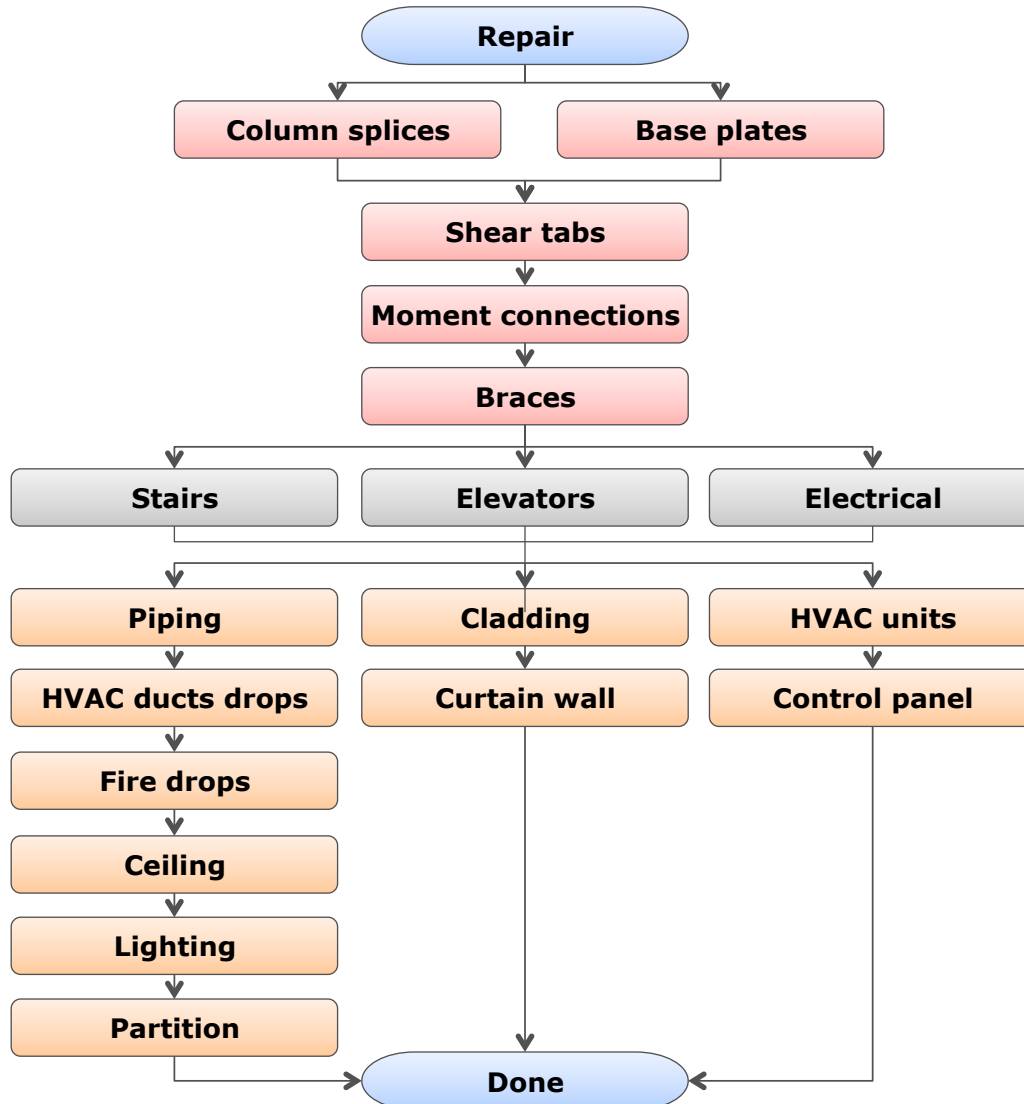 Repair
Column splices
Base plates
Shear tabs
Moment connections
Braces
Stairs
Elevators
Electrical
Piping
Cladding
HVAC units
HVAC ducts drops
Curtain wall
Control panel
Fire drops
Ceiling
Lighting
Partition
Done